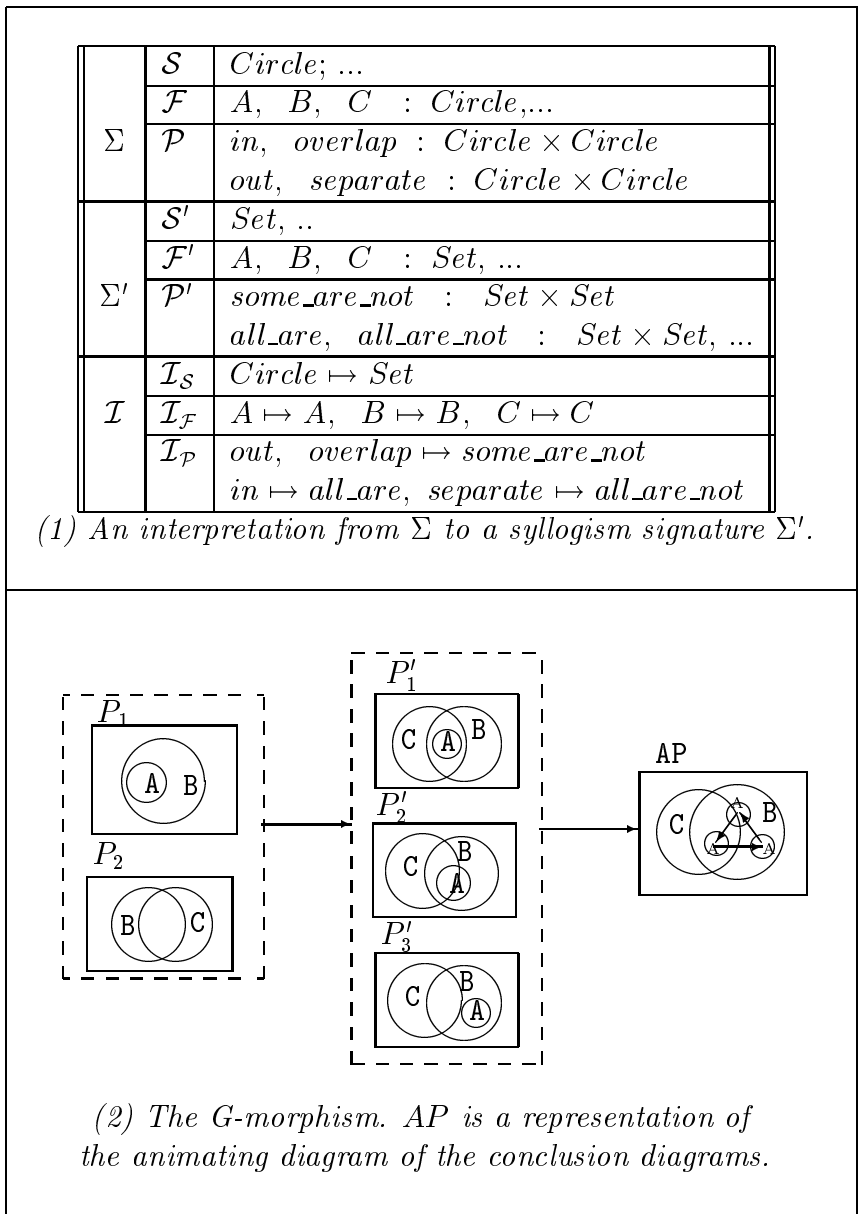 𝒮 Circle; ...
ℱ A, B, C : Circle,...
Σ 𝒫 in, overlap : Circle × Circle
out, separate : Circle × Circle
𝒮′ Set, ..
ℱ′ A, B, C : Set, ...
Σ′ 𝒫′ some_are_not : Set × Set
all_are, all_are_not : Set × Set, ...
ℐ_𝒮 Circle ↦ Set
ℐ ℐ_ℱ A ↦ A, B ↦ B, C ↦ C
ℐ_𝒫 out, overlap ↦ some_are_not
in ↦ all_are, separate ↦ all_are_not
(1) An interpretation from Σ to a syllogism signature Σ′.
P₁
A B
P₂
B C
P′₁
C A B
P′₂
C B
A
P′₃
C B
A
AP
C A B
A A
(2) The G-morphism. AP is a representation of
the animating diagram of the conclusion diagrams.